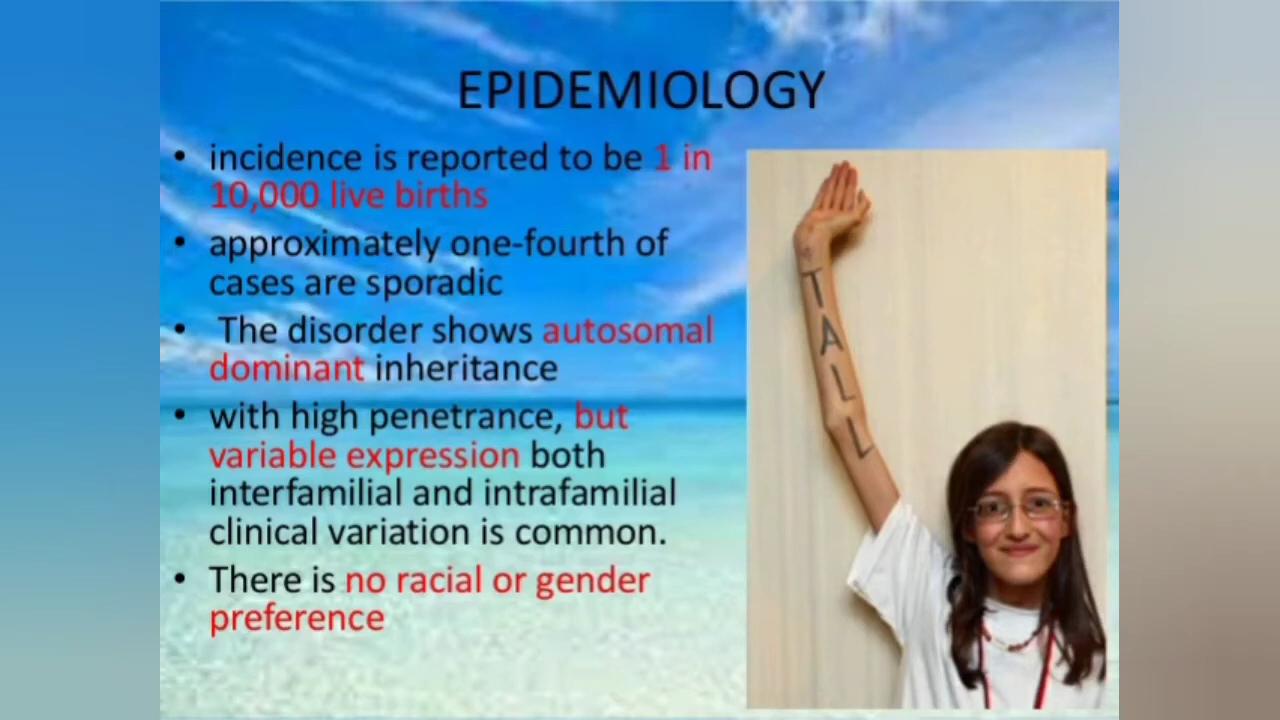 EPIDEMIOLOGY
• incidence is reported to be 1 in
10,000 live births
• approximately one-fourth of
cases are sporadic
• The disorder shows autosomal
dominant inheritance
• with high penetrance, but
variable expression both
interfamilial and intrafamilial
clinical variation is common.
• There is no racial or gender
preference
TALL